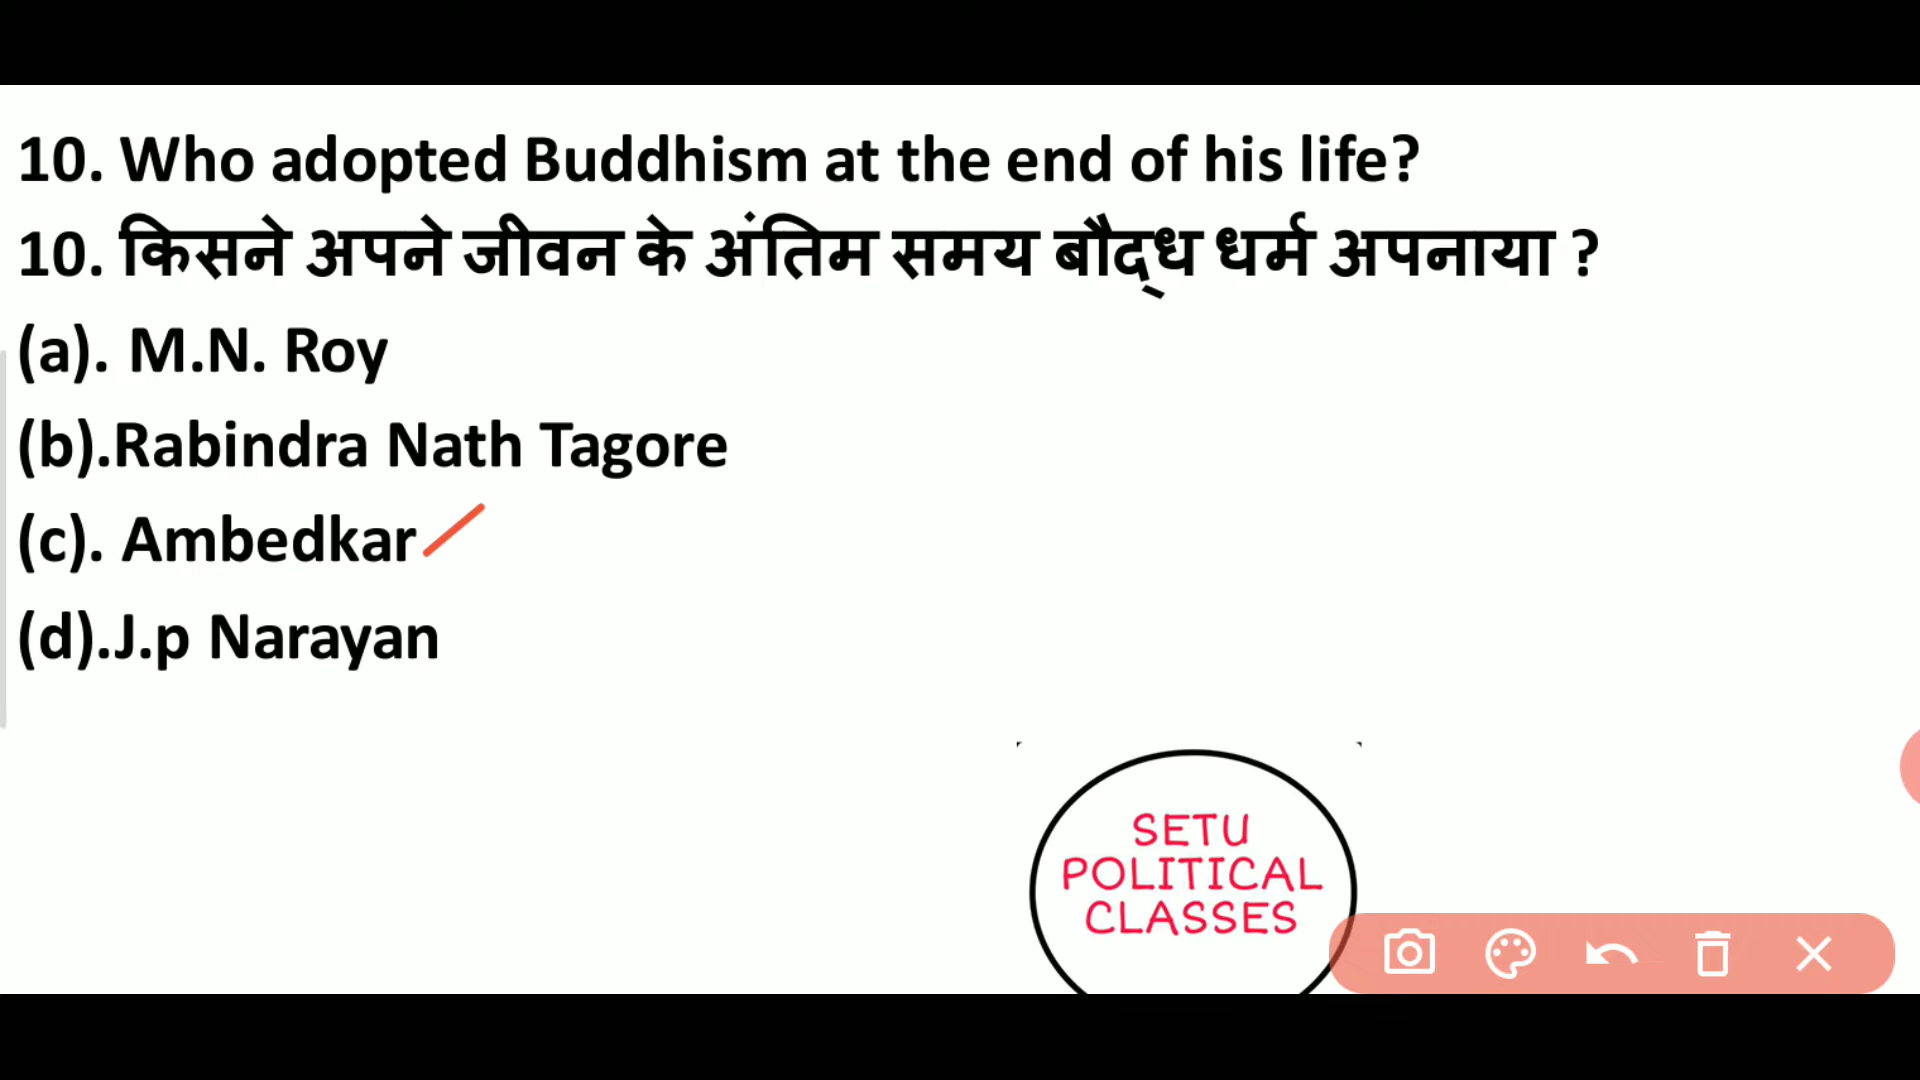 10. Who adopted Buddhism at the end of his life?
10. किसने अपने जीवन के अंतिम समय बौद्ध धर्म अपनाया ?
(a). M.N. Roy
(b).Rabindra Nath Tagore
(c). Ambedkar
(d).J.p Narayan
SETU
POLITICAL
CLASSES